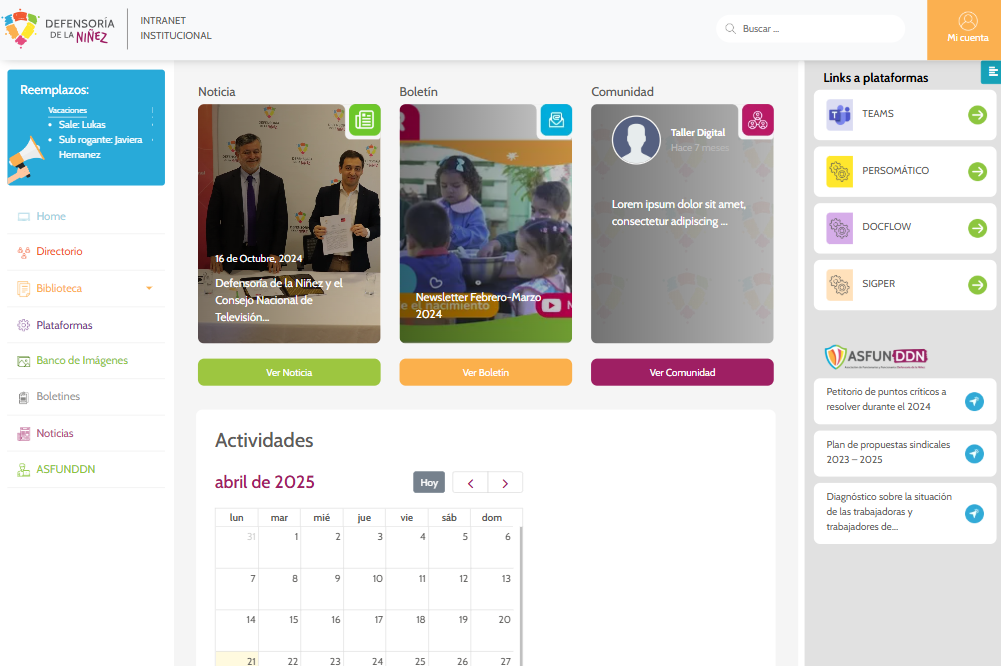 DEFENSORÍA
DE LA NIÑEZ
INTRANET
INSTITUCIONAL
Buscar ...
Mi cuenta
Reemplazos:
Vacaciones
Sale: Lukas
Sub rogante: Javiera
Hernanez
Home
Directorio
Biblioteca
Plataformas
Banco de Imágenes
Boletines
Noticias
ASFUNDDN
Noticia
16 de Octubre, 2024
Defensoría de la Niñez y el
Consejo Nacional de
Televisión...
Ver Noticia
Boletín
Newsletter Febrero-Marzo
2024
Ver Boletín
Comunidad
Taller Digital
Hace 7 meses
Lorem ipsum dolor sit amet,
consectetur adipiscing ...
Ver Comunidad
Actividades
abril de 2025
Hoy
lun mar mié jue vie sáb dom
31 1 2 3 4 5 6
7 8 9 10 11 12 13
14 15 16 17 18 19 20
21 22 23 24 25 26 27
Links a plataformas
TEAMS
PERSOMÁTICO
DOCFLOW
SIGPER
ASFUNDDN
Petitorio de puntos críticos a
resolver durante el 2024
Plan de propuestas sindicales
2023 – 2025
Diagnóstico sobre la situación
de las trabajadoras y
trabajadores de...